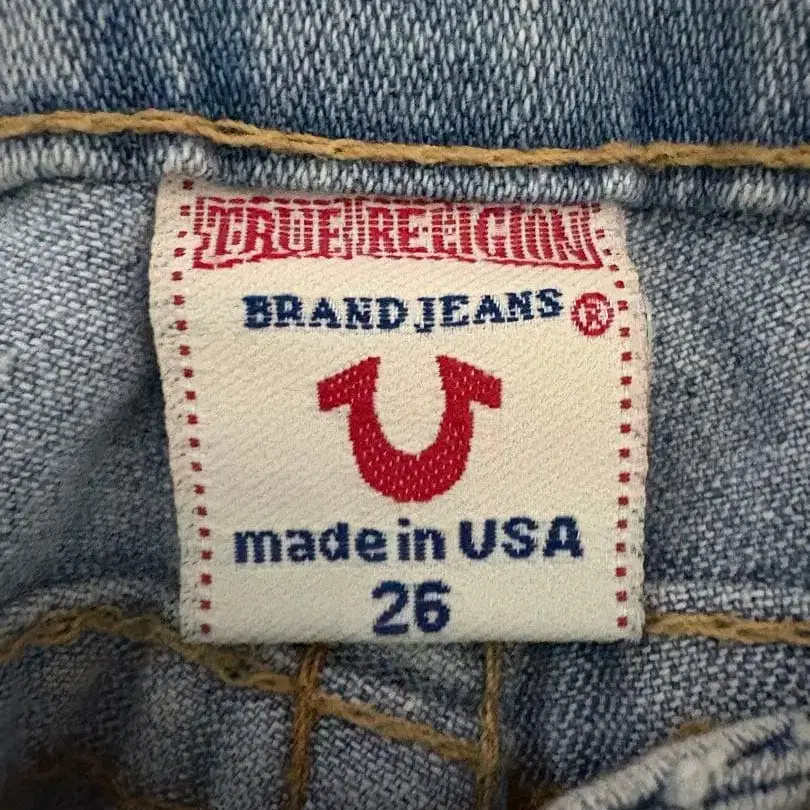 TRUE RELIGION
BRAND JEANS ®
made in USA
26